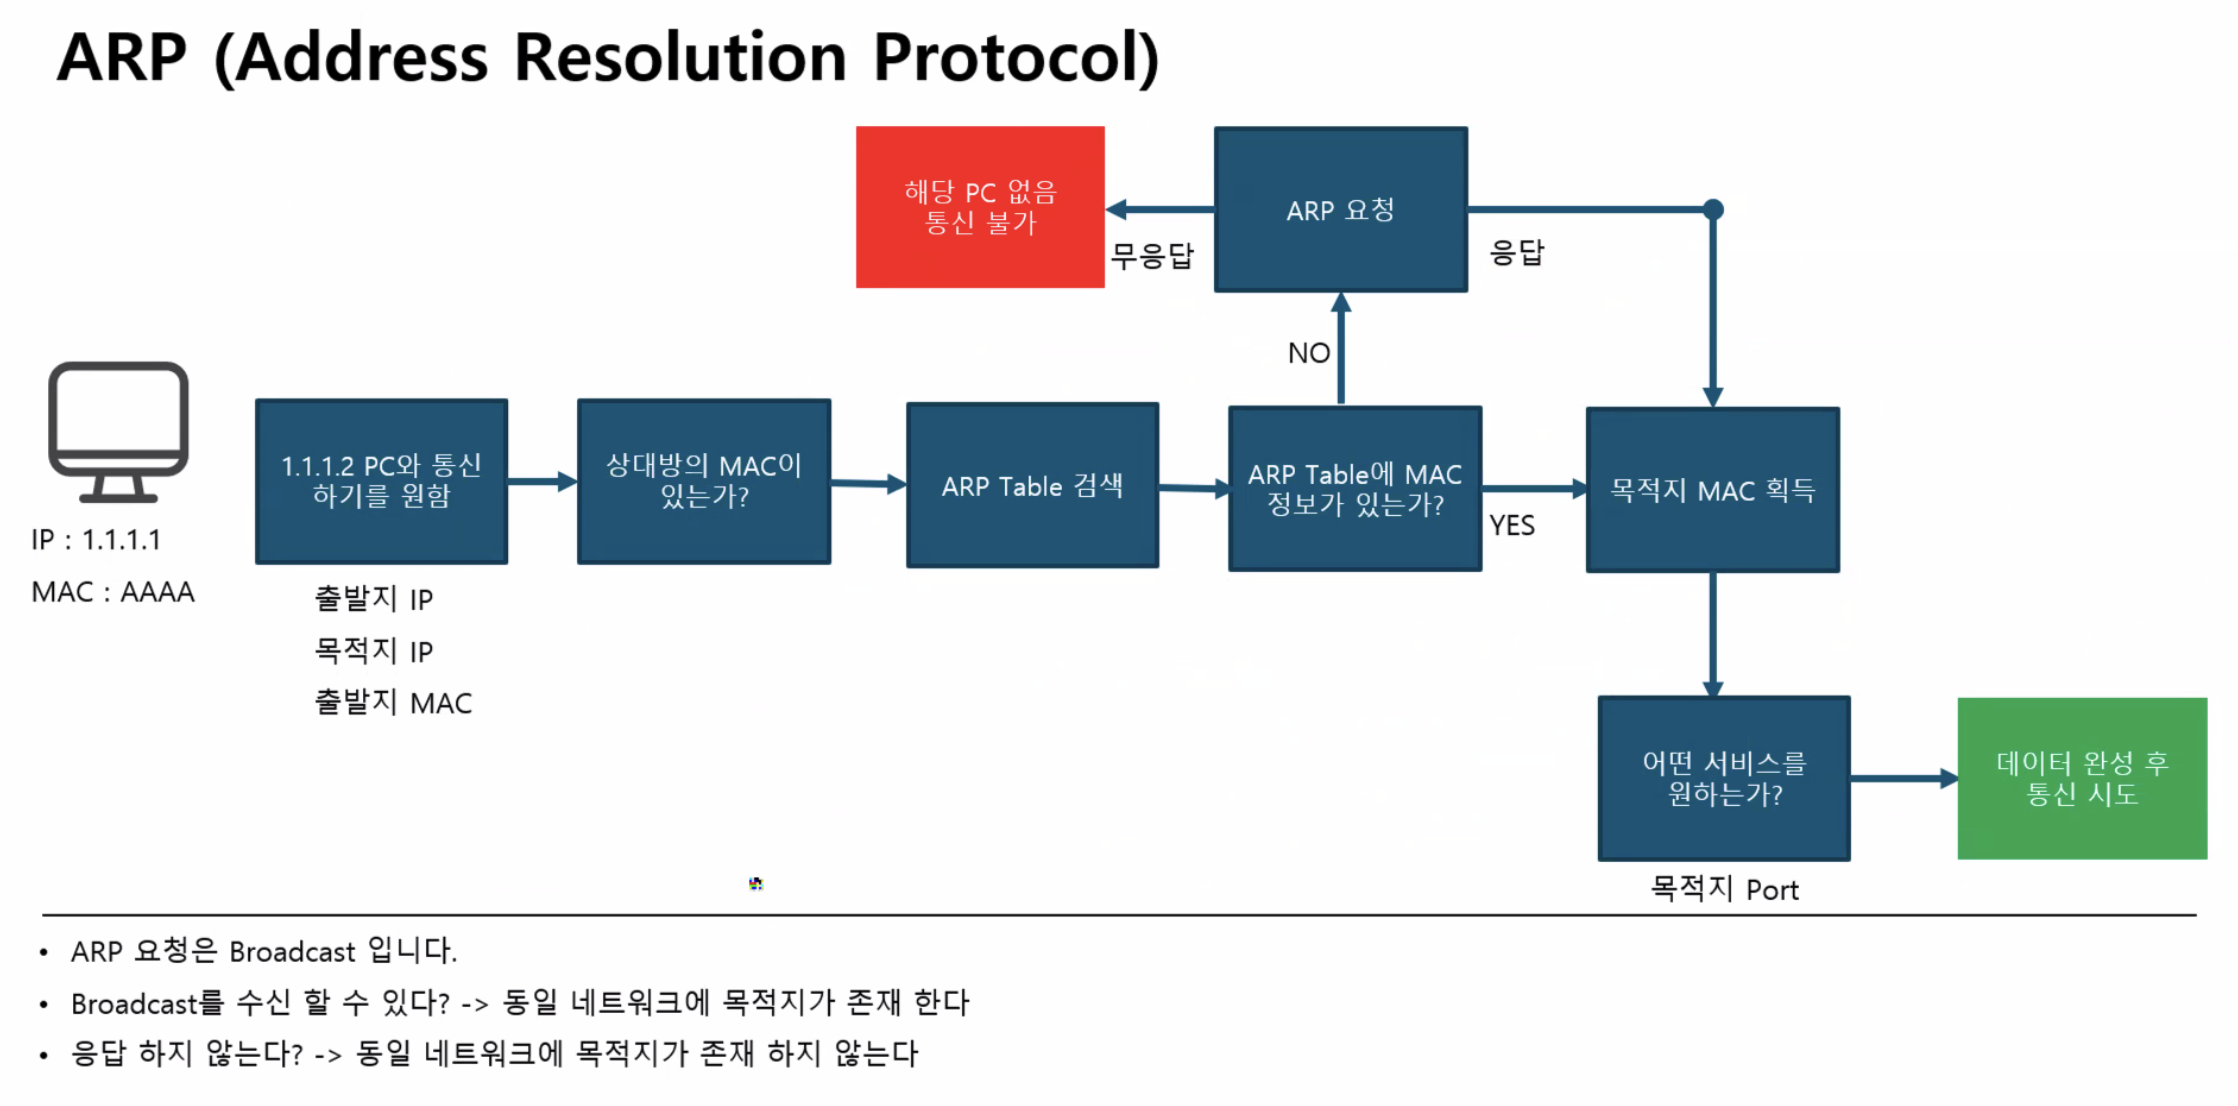 ARP (Address Resolution Protocol)
해당 PC 없음
통신 불가
무응답
ARP 요청
응답
NO
IP : 1.1.1.1
MAC : AAAA
1.1.1.2 PC와 통신
하기를 원함
출발지 IP
목적지 IP
출발지 MAC
상대방의 MAC이
있는가?
ARP Table 검색
ARP Table에 MAC
정보가 있는가?
YES
목적지 MAC 획득
어떤 서비스를
원하는가?
목적지 Port
데이터 완성 후
통신 시도
• ARP 요청은 Broadcast 입니다.
• Broadcast를 수신 할 수 있다? -> 동일 네트워크에 목적지가 존재 한다
• 응답 하지 않는다? -> 동일 네트워크에 목적지가 존재 하지 않는다